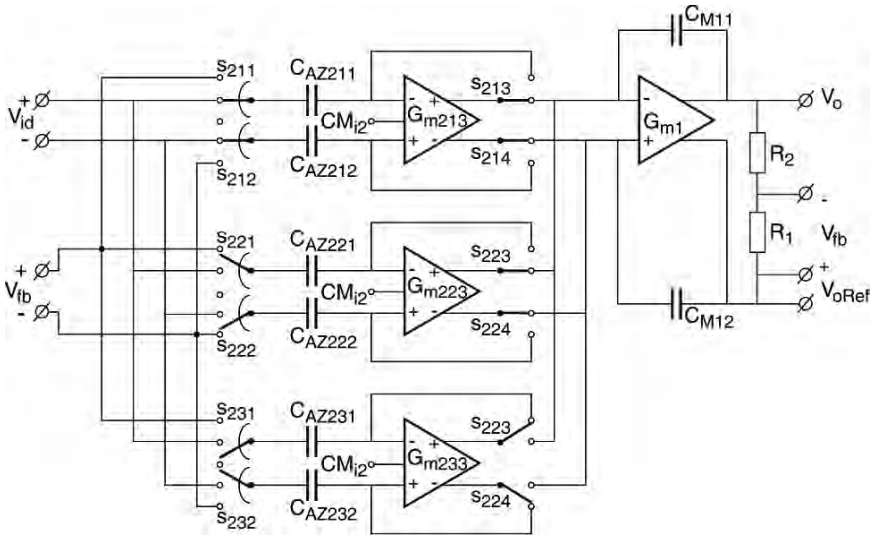 C_M11
s_211
C_AZ211
s_213
+
V_id
-
CM_i2
- +
G_m213
+ -
-
G_m1
+
V_o
s_214
R_2
s_212
C_AZ212
-
s_221
C_AZ221
s_223
R_1
V_fb
+
V_fb
-
CM_i2
- +
G_m223
+ -
+
V_oRef
C_M12
s_224
s_222
C_AZ222
s_231
C_AZ231
s_223
CM_i2
- +
G_m233
+ -
s_224
s_232
C_AZ232